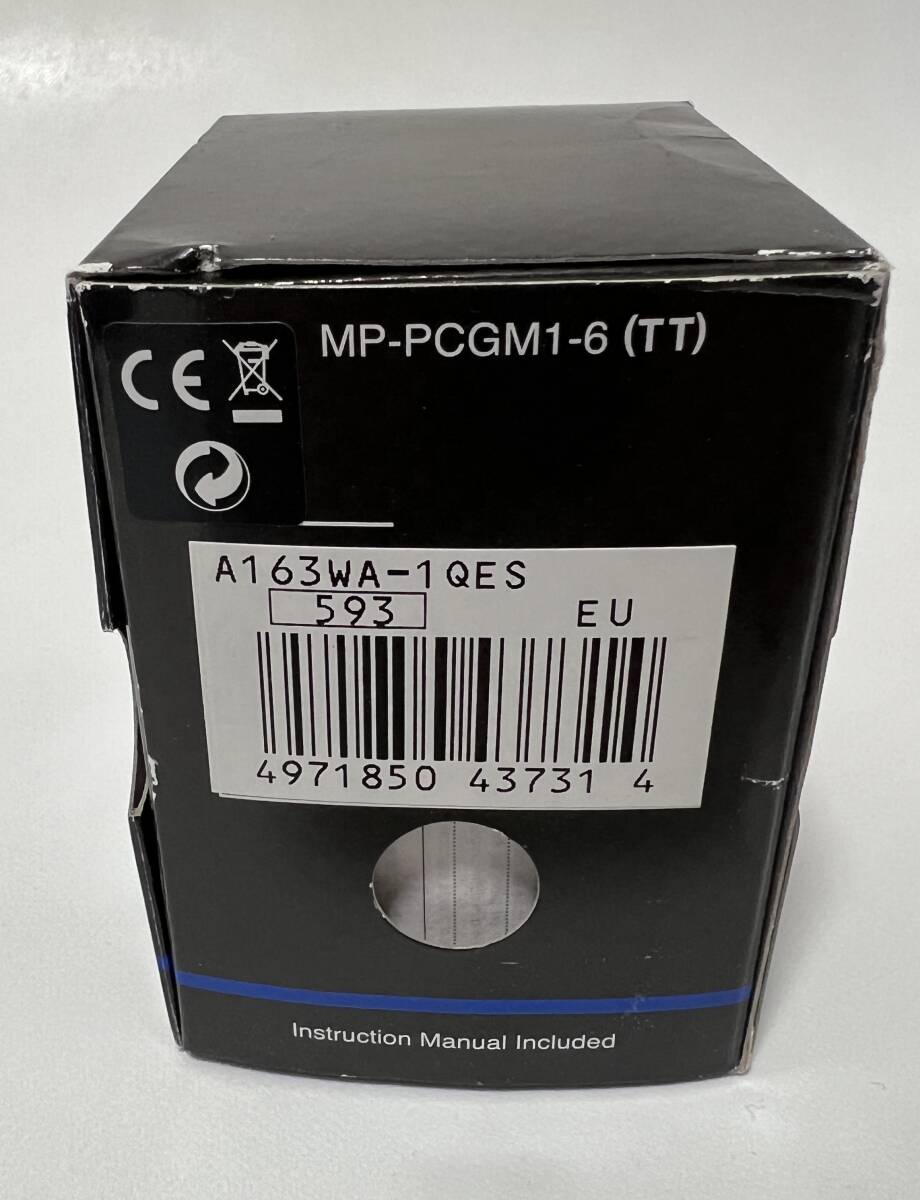 MP-PCGM1-6 (TT)
CE
A163WA-1QES
593 EU
4971850 43731 4
Instruction Manual Included